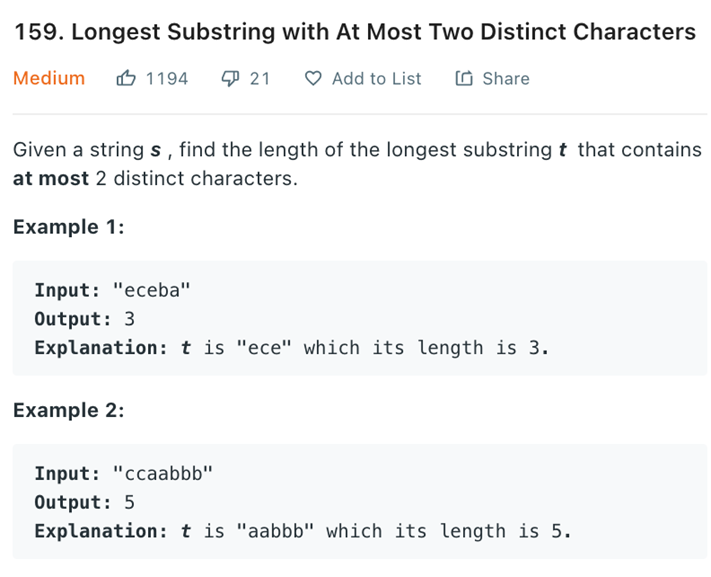 159. Longest Substring with At Most Two Distinct Characters
Medium 1194 21 Add to List Share
Given a string s , find the length of the longest substring t that contains
at most 2 distinct characters.
Example 1:
Input: "eceba"
Output: 3
Explanation: t is "ece" which its length is 3.
Example 2:
Input: "ccaabbb"
Output: 5
Explanation: t is "aabbb" which its length is 5.